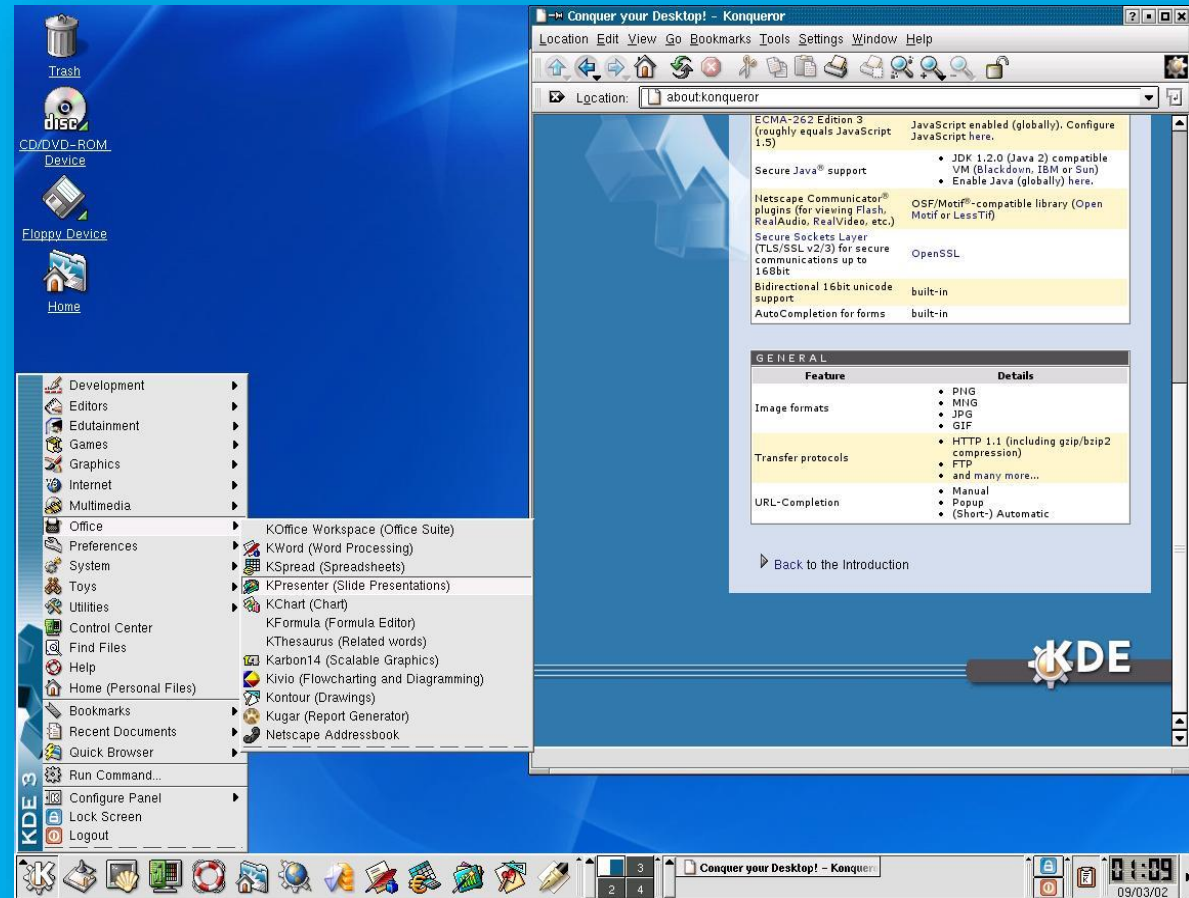 Trash
disc
CD/DVD-ROM
Device
Floppy Device
Home
Conquer your Desktop! - Konqueror
Location Edit View Go Bookmarks Tools Settings Window Help
Location: about:konqueror
ECMA-262 Edition 3
(roughly equals JavaScript
1.5)
JavaScript enabled (globally). Configure
JavaScript here.
Secure Java® support
• JDK 1.2.0 (Java 2) compatible
VM (Blackdown, IBM or Sun)
• Enable Java (globally) here.
Netscape Communicator®
plugins (for viewing Flash,
RealAudio, RealVideo, etc.)
OSF/Motif®-compatible library (Open
Motif or LessTif)
Secure Sockets Layer
(TLS/SSL v2/3) for secure
communications up to
168bit
OpenSSL
Bidirectional 16bit unicode
support
built-in
AutoCompletion for forms
built-in
GENERAL
Feature Details
Image formats
• PNG
• MNG
• JPG
• GIF
Transfer protocols
• HTTP 1.1 (including gzip/bzip2
compression)
• FTP
• and many more...
URL-Completion
• Manual
• Popup
• (Short-) Automatic
Back to the Introduction
KDE
Development
Editors
Edutainment
Games
Graphics
Internet
Multimedia
Office
Preferences
System
Toys
Utilities
Control Center
Find Files
Help
Home (Personal Files)
Bookmarks
Recent Documents
Quick Browser
Run Command...
Configure Panel
Lock Screen
Logout
KDE 3
KOffice Workspace (Office Suite)
KWord (Word Processing)
KSpread (Spreadsheets)
KPresenter (Slide Presentations)
KChart (Chart)
KFormula (Formula Editor)
KThesaurus (Related words)
Karbon14 (Scalable Graphics)
Kivio (Flowcharting and Diagramming)
Kontour (Drawings)
Kugar (Report Generator)
Netscape Addressbook
3
2 4
Conquer your Desktop! - Konquer
01:09
09/03/02